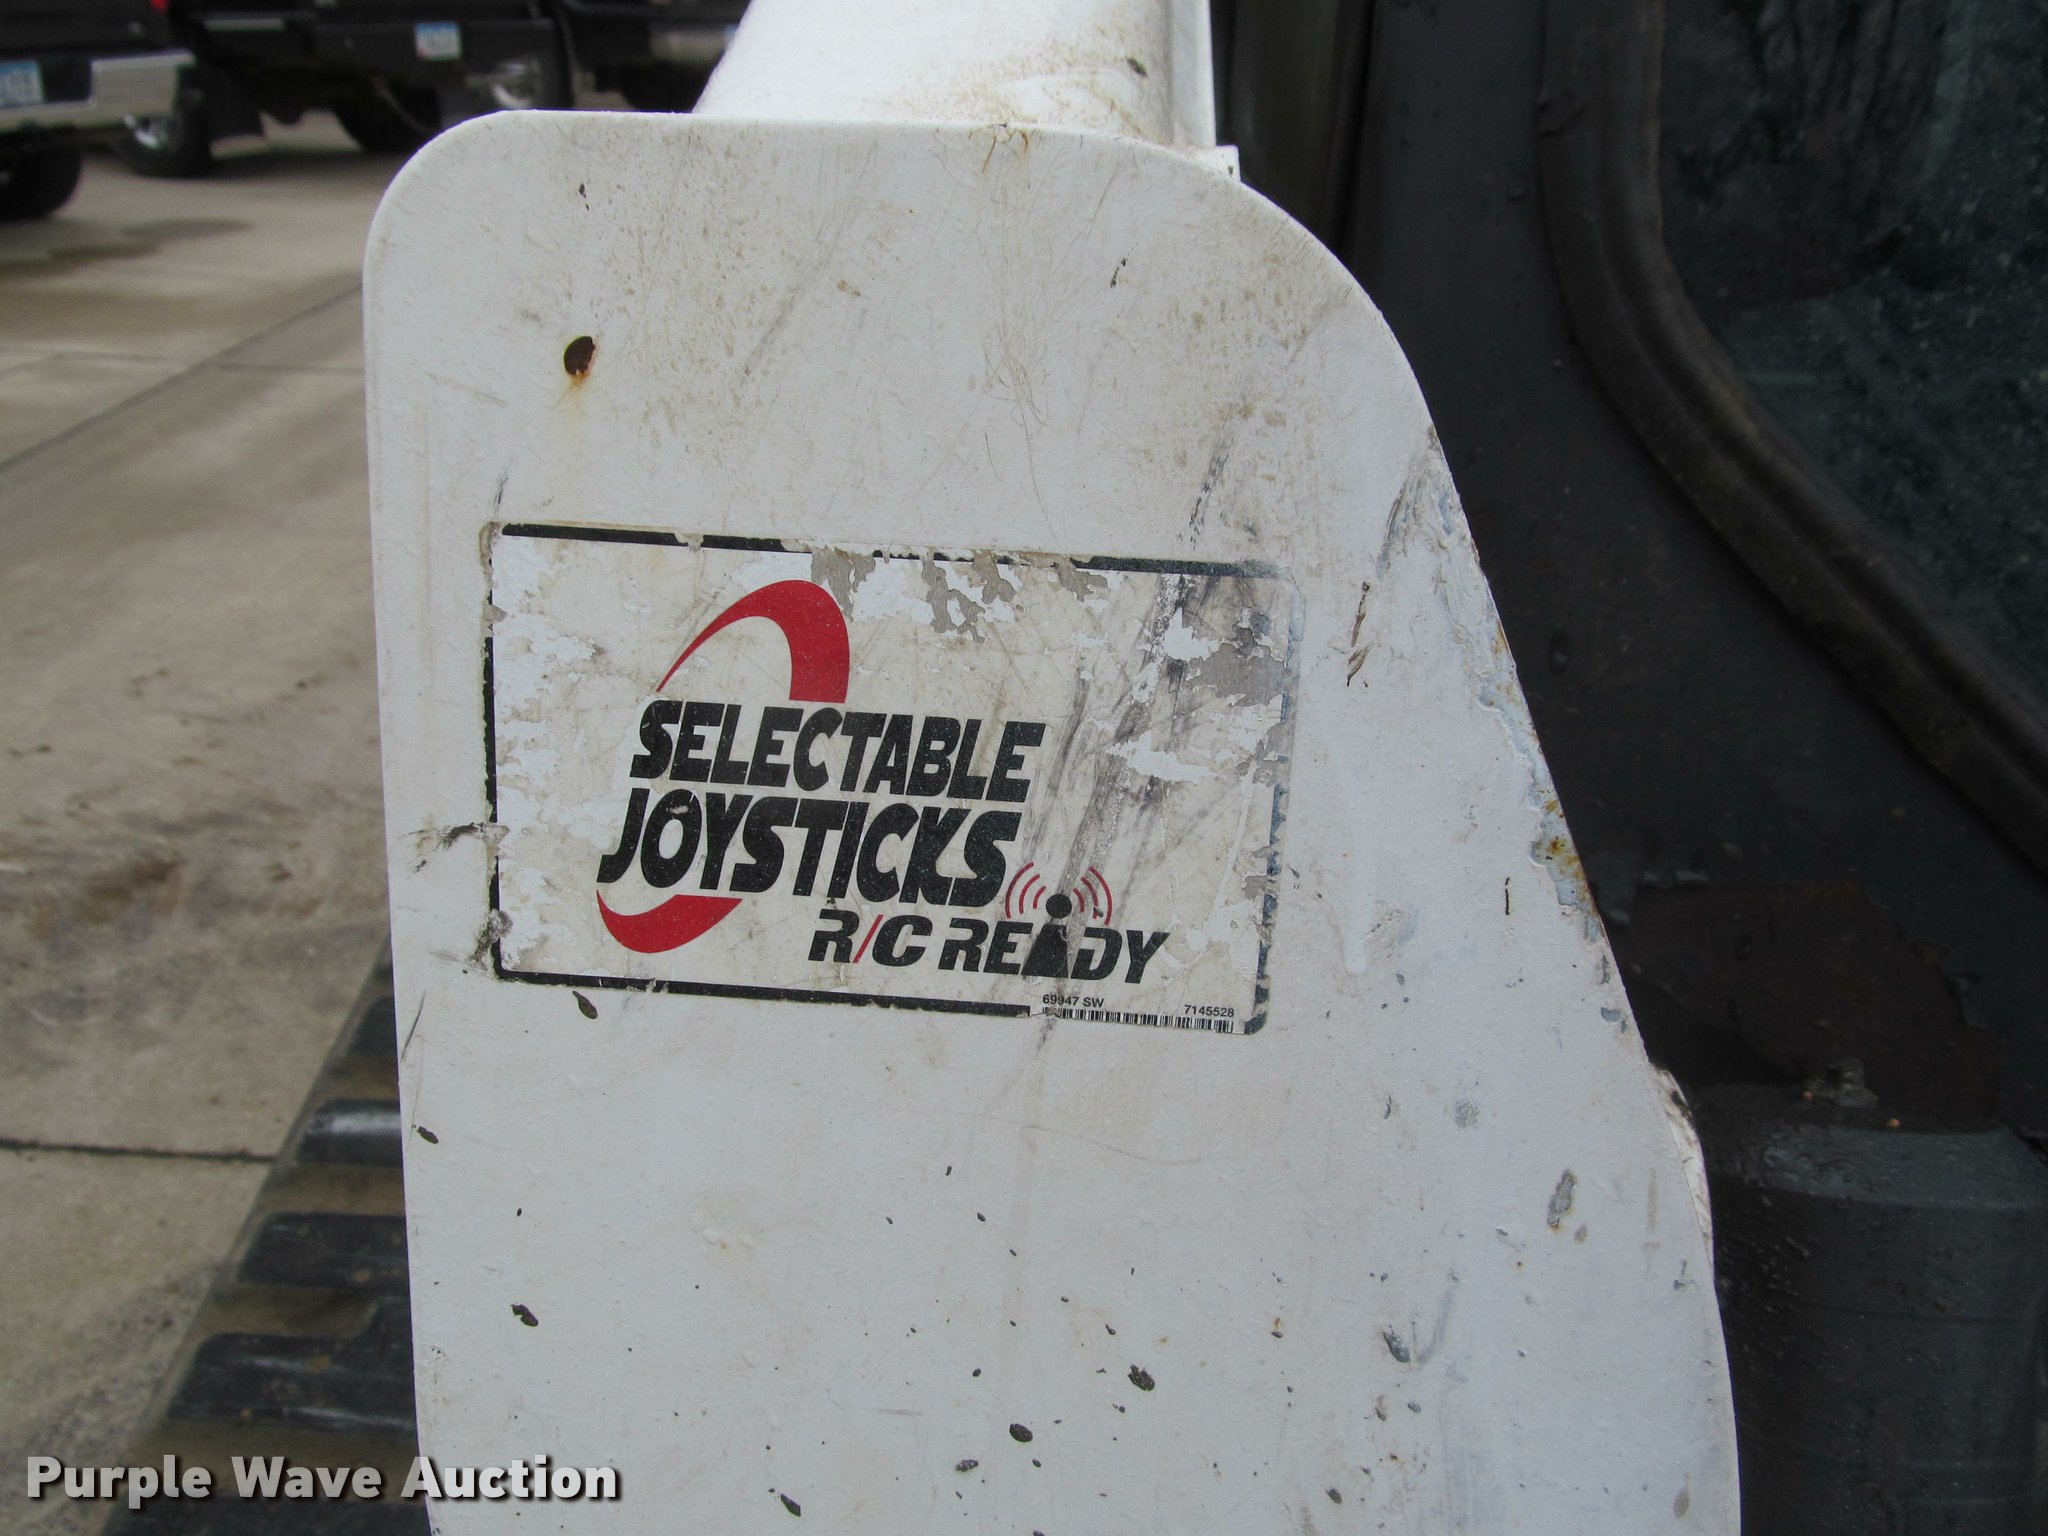 SELECTABLE
JOYSTICKS
R/C READY
69947 SW 7145528
Purple Wave Auction